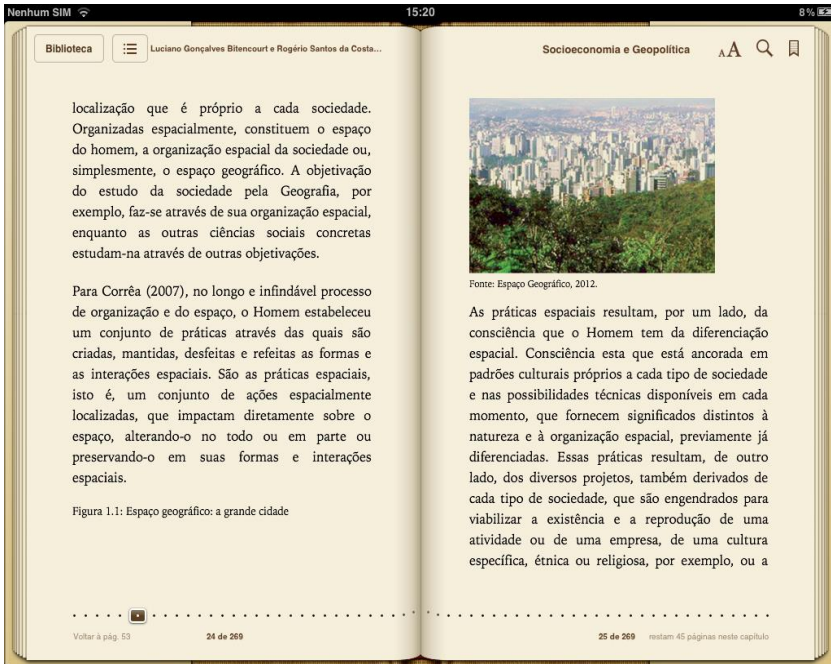 Nenhum SIM
15:20
8%
Biblioteca
Luciano Gonçalves Bitencourt e Rogério Santos da Costa...
Socioeconomia e Geopolítica
AA
localização que é próprio a cada sociedade.
Organizadas espacialmente, constituem o espaço
do homem, a organização espacial da sociedade ou,
simplesmente, o espaço geográfico. A objetivação
do estudo da sociedade pela Geografia, por
exemplo, faz-se através de sua organização espacial,
enquanto as outras ciências sociais concretas
estudam-na através de outras objetivações.
Para Corrêa (2007), no longo e infindável processo
de organização e do espaço, o Homem estabeleceu
um conjunto de práticas através das quais são
criadas, mantidas, desfeitas e refeitas as formas e
as interações espaciais. São as práticas espaciais,
isto é, um conjunto de ações espacialmente
localizadas, que impactam diretamente sobre o
espaço, alterando-o no todo ou em parte ou
preservando-o em suas formas e interações
espaciais.
Figura 1.1: Espaço geográfico: a grande cidade
Voltar à pág. 53
24 de 269
Fonte: Espaço Geográfico, 2012.
As práticas espaciais resultam, por um lado, da
consciência que o Homem tem da diferenciação
espacial. Consciência esta que está ancorada em
padrões culturais próprios a cada tipo de sociedade
e nas possibilidades técnicas disponíveis em cada
momento, que fornecem significados distintos à
natureza e à organização espacial, previamente já
diferenciadas. Essas práticas resultam, de outro
lado, dos diversos projetos, também derivados de
cada tipo de sociedade, que são engendrados para
viabilizar a existência e a reprodução de uma
atividade ou de uma empresa, de uma cultura
específica, étnica ou religiosa, por exemplo, ou a
25 de 269
restam 45 páginas neste capítulo